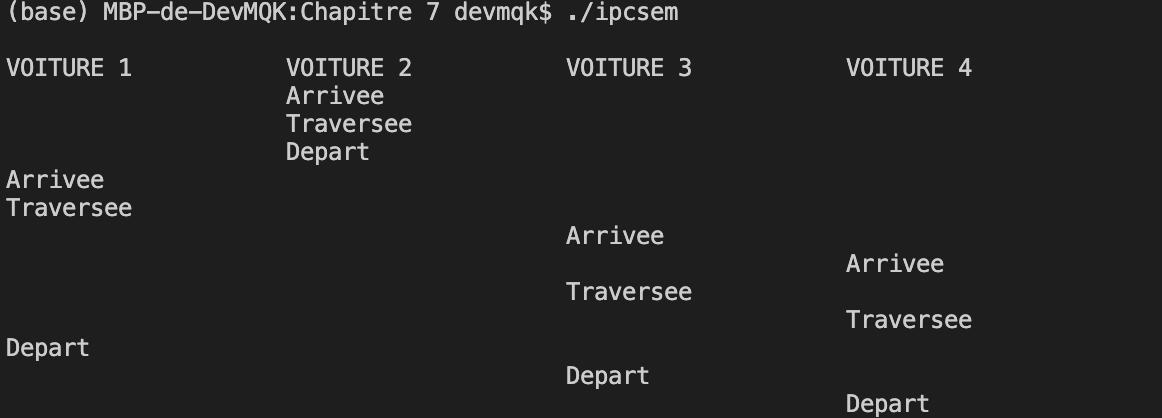 (base) MBP-de-DevMQK:Chapitre 7 devmqk$ ./ipcsem
VOITURE 1 VOITURE 2 VOITURE 3 VOITURE 4
Arrivee
Traversee
Depart
Arrivee
Traversee
Arrivee
Arrivee
Traversee
Traversee
Depart
Depart
Depart